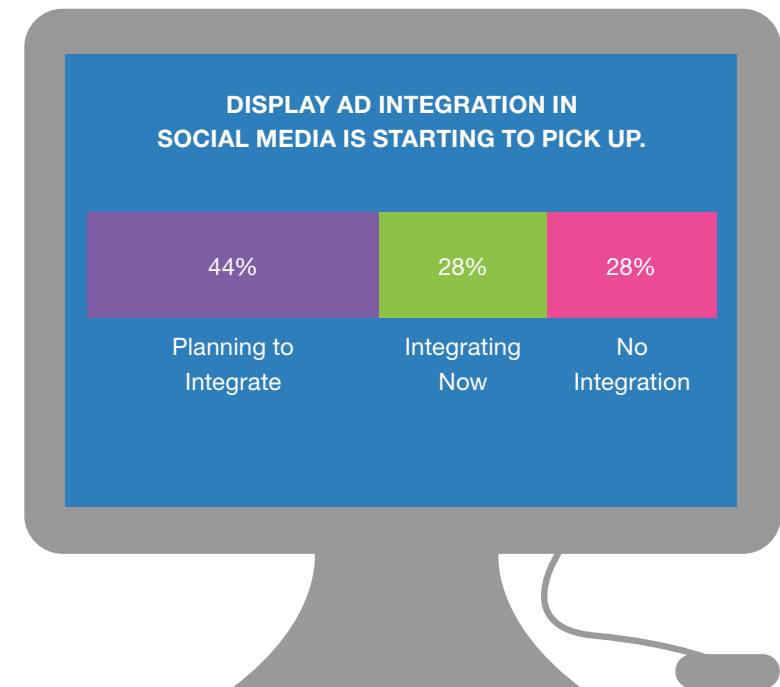 DISPLAY AD INTEGRATION IN
SOCIAL MEDIA IS STARTING TO PICK UP.
44%
28%
28%
Planning to
Integrate
Integrating
Now
No
Integration